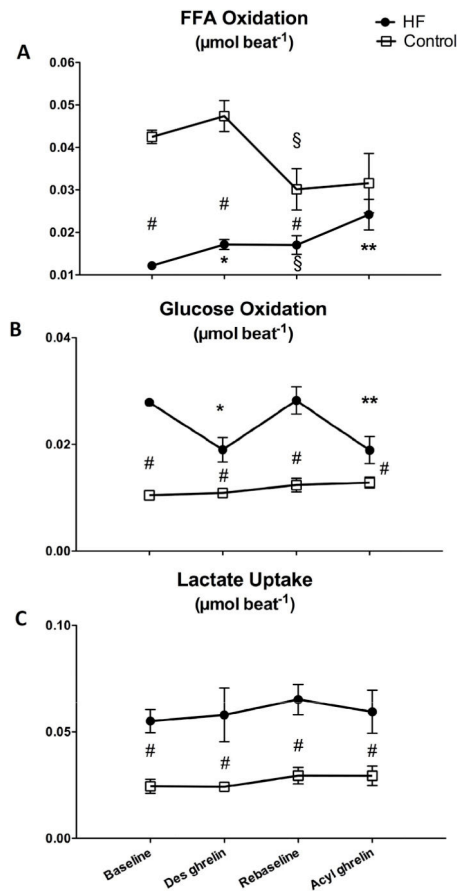 FFA Oxidation
(µmol beat⁻¹)
HF
Control
A
0.06
0.05
0.04
0.03
0.02
0.01
§
#
#
#
*
§
**
Glucose Oxidation
(µmol beat⁻¹)
B
0.04
0.02
0.00
*
**
#
#
#
#
Lactate Uptake
(µmol beat⁻¹)
C
0.10
0.05
0.00
#
#
#
#
Baseline
Des ghrelin
Rebaseline
Acyl ghrelin